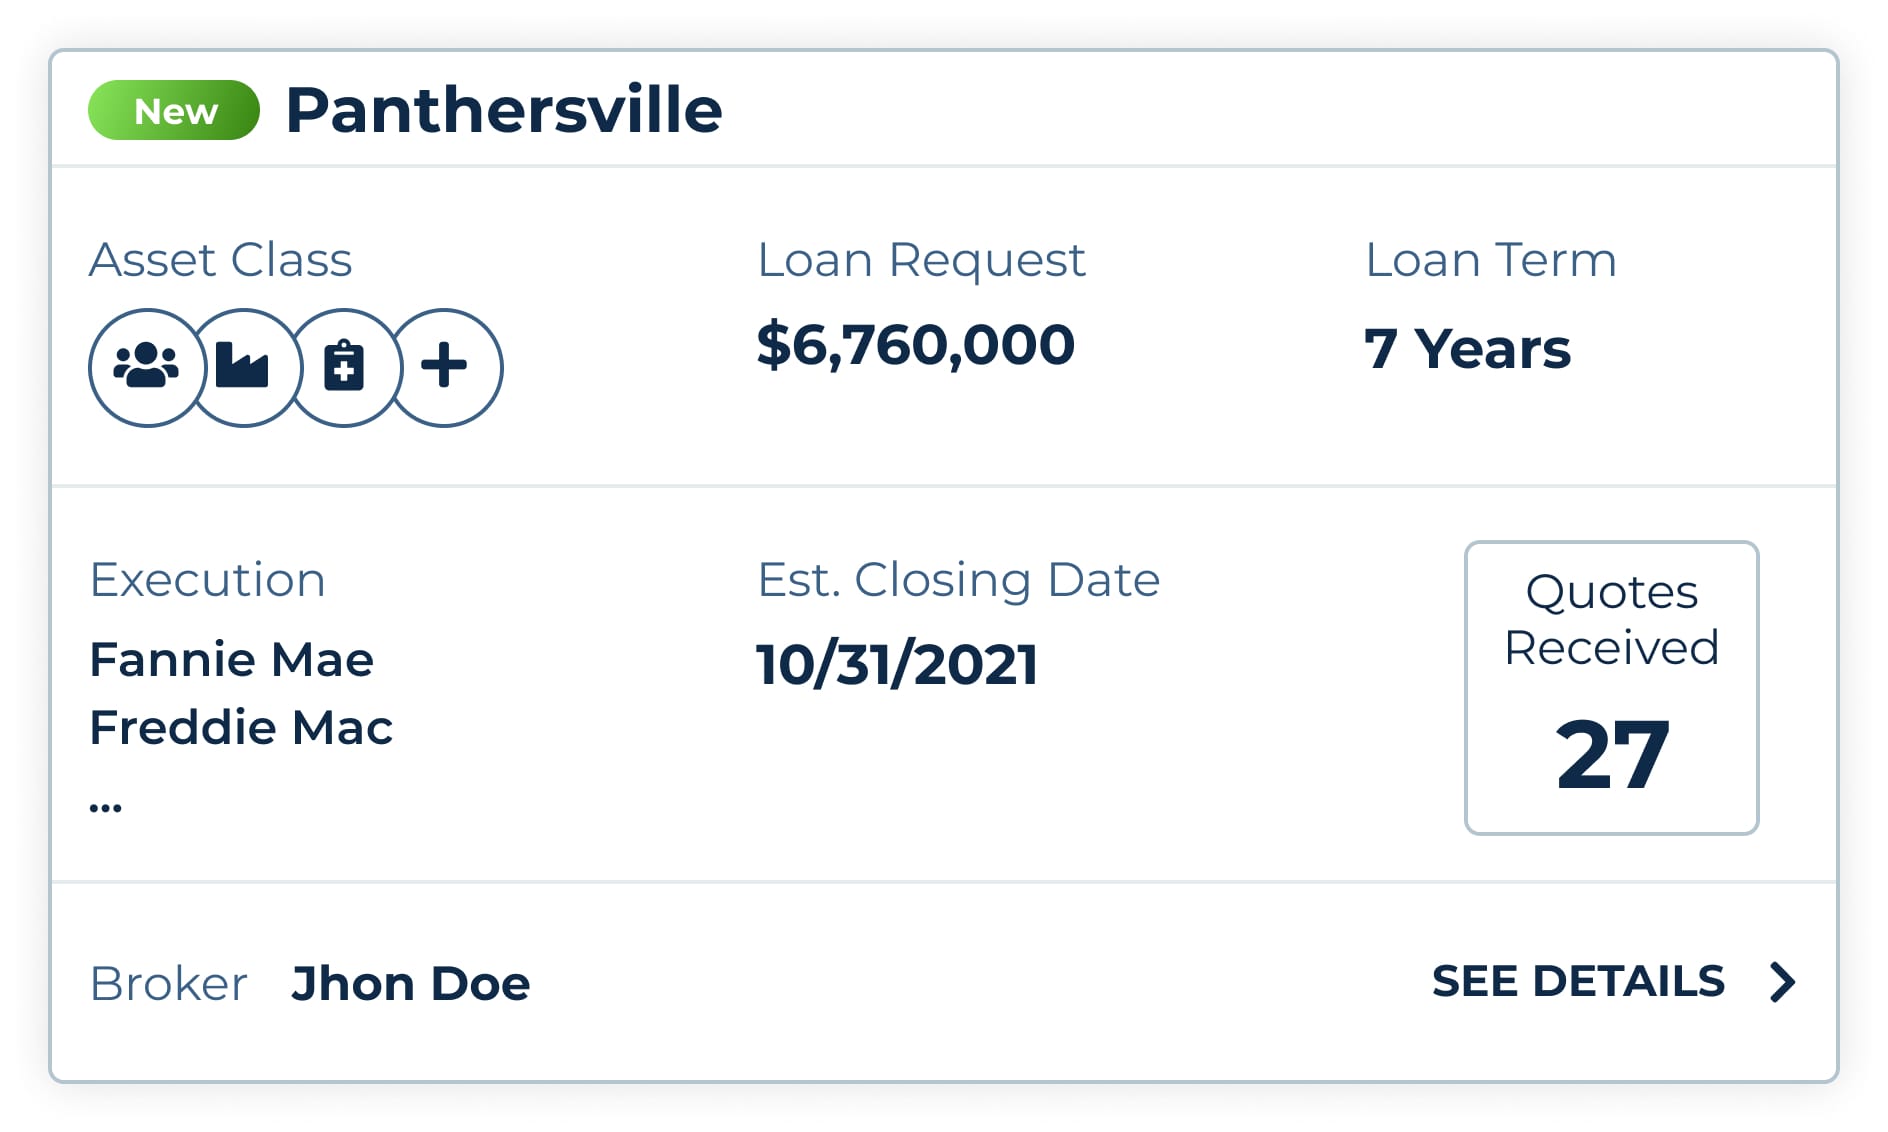 New Panthersville
Asset Class
Loan Request
Loan Term
$6,760,000
7 Years
Execution
Fannie Mae
Freddie Mac
...
Est. Closing Date
10/31/2021
Quotes
Received
27
Broker Jhon Doe
SEE DETAILS